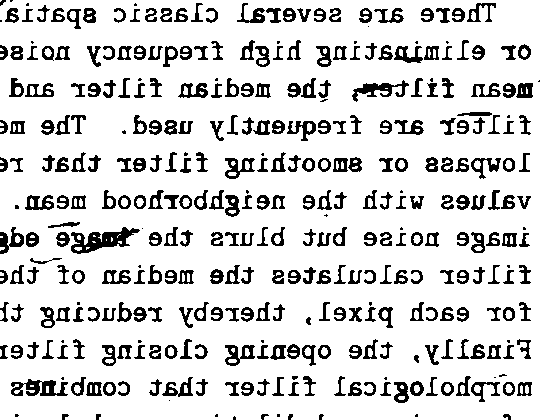 There are several classic spatial
or eliminating high frequency noise
mean filter, the median filter and
filter are frequently used. The me
lowpass or smoothing filter that re
values with the neighborhood mean.
image noise but blurs the image edg
filter calculates the median of the
for each pixel, thereby reducing th
Finally, the opening closing filter
morphological filter that combines